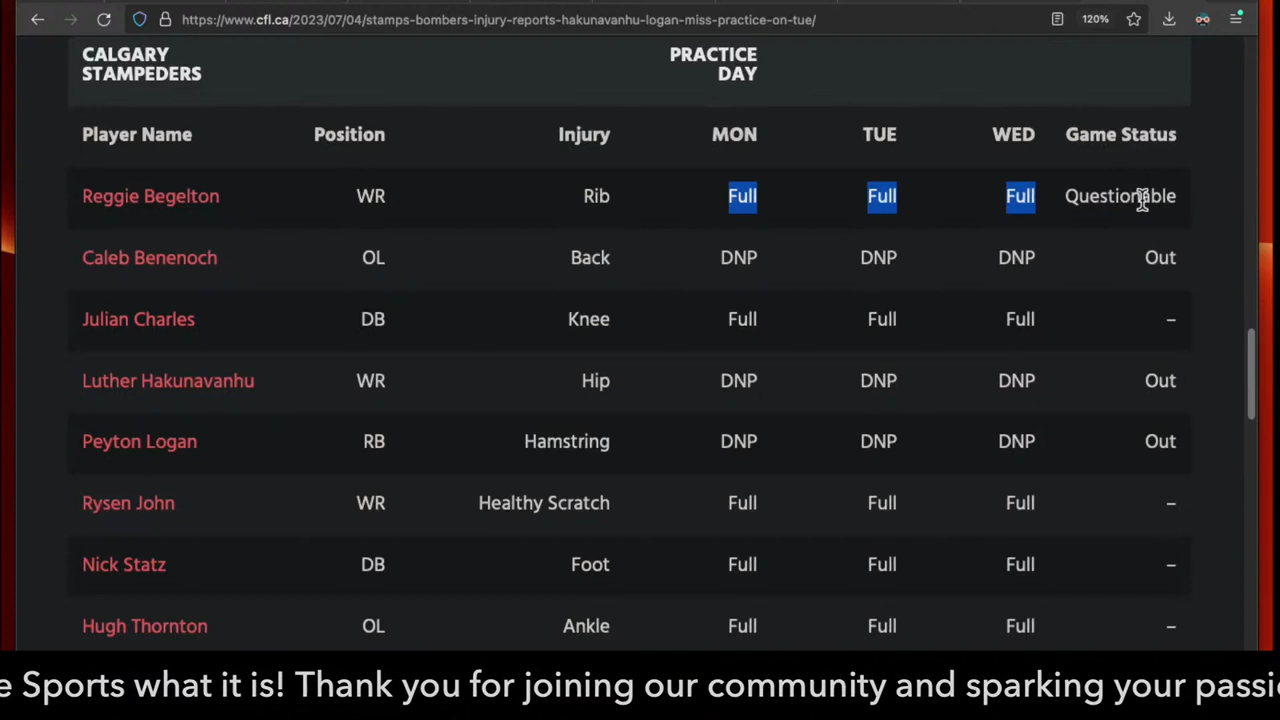 https://www.cfl.ca/2023/07/04/stamps-bombers-injury-reports-hakunavanhu-logan-miss-practice-on-tue/ 120%
CALGARY STAMPEDERS PRACTICE DAY
Player Name Position Injury MON TUE WED Game Status
Reggie Begelton WR Rib Full Full Full Questionable
Caleb Benenoch OL Back DNP DNP DNP Out
Julian Charles DB Knee Full Full Full –
Luther Hakunavanhu WR Hip DNP DNP DNP Out
Peyton Logan RB Hamstring DNP DNP DNP Out
Rysen John WR Healthy Scratch Full Full Full –
Nick Statz DB Foot Full Full Full –
Hugh Thornton OL Ankle Full Full Full –
e Sports what it is! Thank you for joining our community and sparking your passi